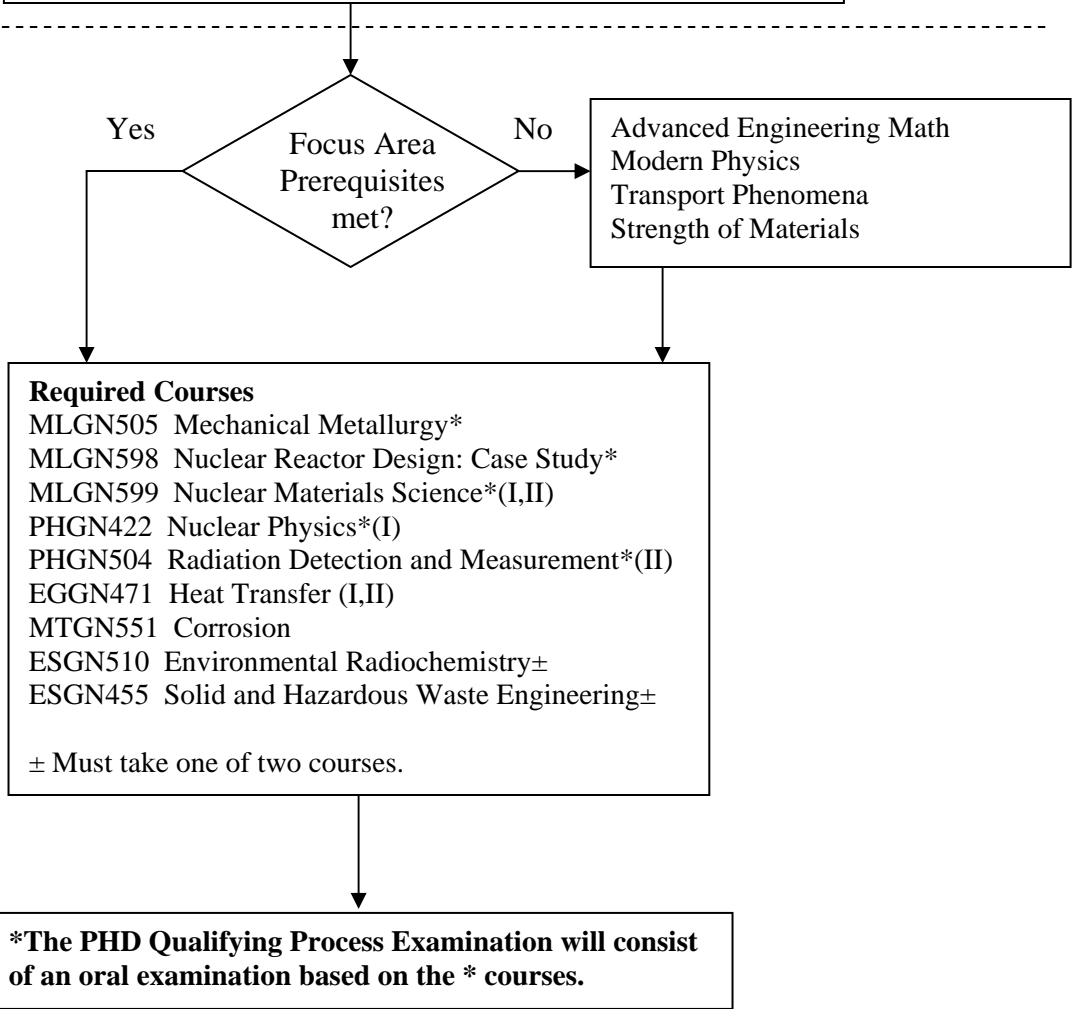 Yes
Focus Area
Prerequisites
met?
No
Advanced Engineering Math
Modern Physics
Transport Phenomena
Strength of Materials
Required Courses
MLGN505 Mechanical Metallurgy*
MLGN598 Nuclear Reactor Design: Case Study*
MLGN599 Nuclear Materials Science*(I,II)
PHGN422 Nuclear Physics*(I)
PHGN504 Radiation Detection and Measurement*(II)
EGGN471 Heat Transfer (I,II)
MTGN551 Corrosion
ESGN510 Environmental Radiochemistry±
ESGN455 Solid and Hazardous Waste Engineering±
± Must take one of two courses.
*The PHD Qualifying Process Examination will consist
of an oral examination based on the * courses.